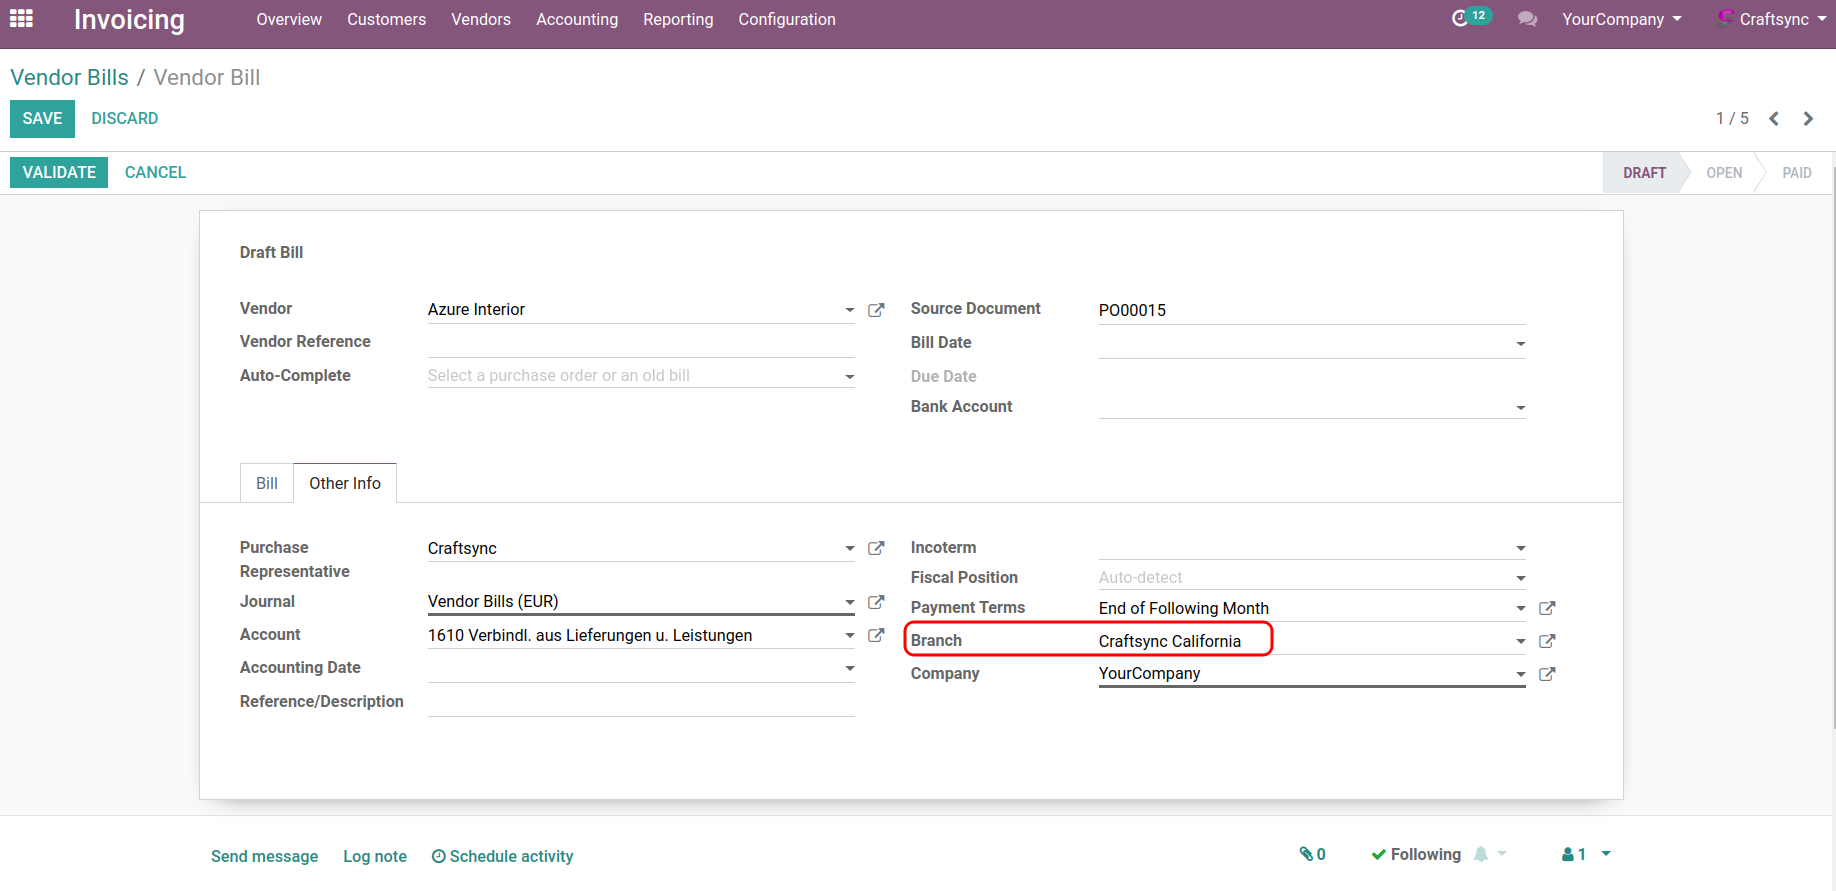 Invoicing
Overview Customers Vendors Accounting Reporting Configuration
12 YourCompany Craftsync
Vendor Bills / Vendor Bill
SAVE DISCARD
1 / 5
VALIDATE CANCEL
DRAFT OPEN PAID
Draft Bill
Vendor Azure Interior
Vendor Reference
Auto-Complete Select a purchase order or an old bill
Source Document PO00015
Bill Date
Due Date
Bank Account
Bill Other Info
Purchase Representative Craftsync
Journal Vendor Bills (EUR)
Account 1610 Verbindl. aus Lieferungen u. Leistungen
Accounting Date
Reference/Description
Incoterm
Fiscal Position Auto-detect
Payment Terms End of Following Month
Branch Craftsync California
Company YourCompany
Send message Log note Schedule activity
0 Following 1